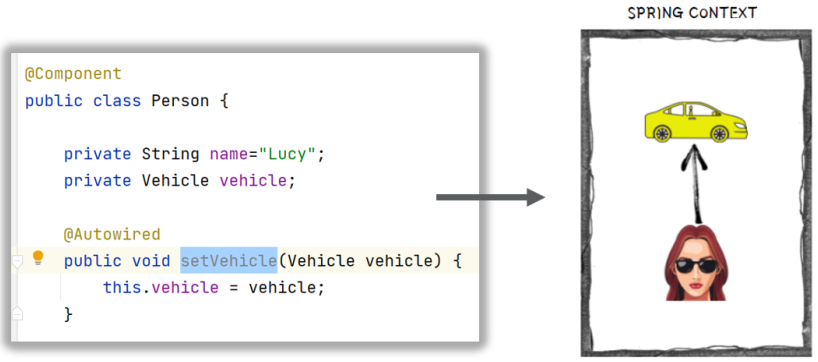 SPRING CONTEXT
@Component
public class Person {
private String name="Lucy";
private Vehicle vehicle;
@Autowired
public void setVehicle(Vehicle vehicle) {
this.vehicle = vehicle;
}